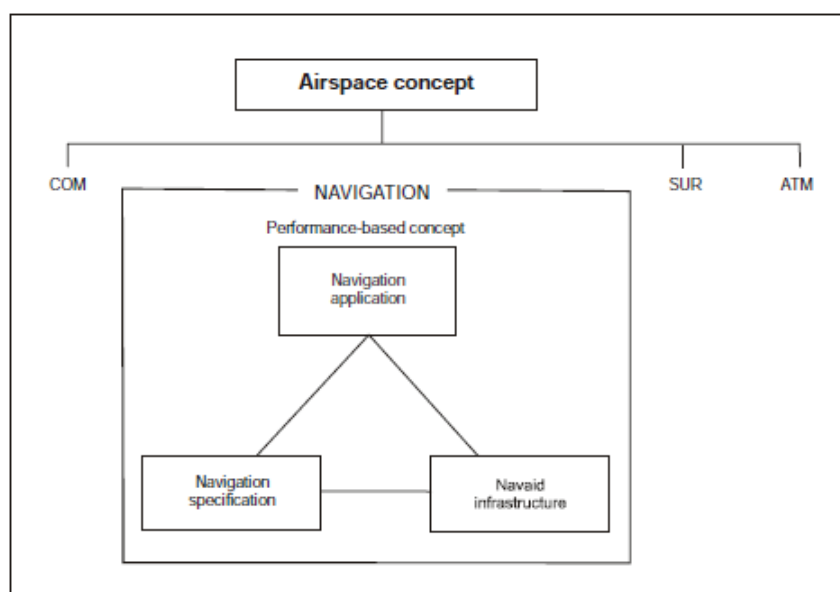 Airspace concept
COM
SUR
ATM
NAVIGATION
Performance-based concept
Navigation
application
Navigation
specification
Navaid
infrastructure